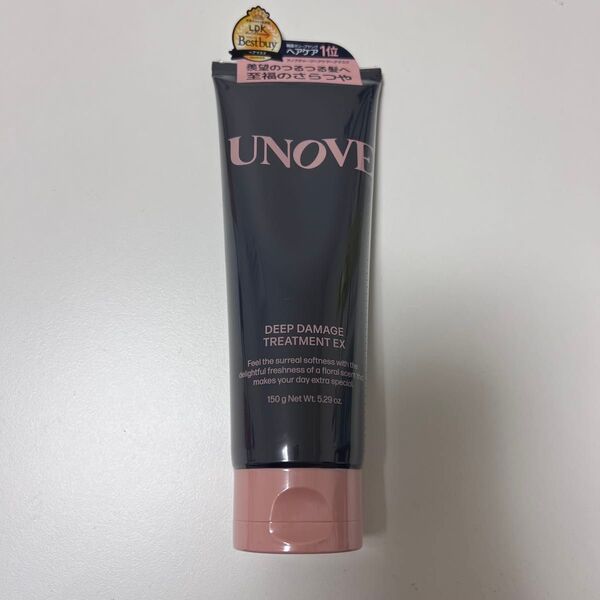 LDK
Best buy
ヘアケア 1位
羨望のつるつる髪へ
至福のさらつや
UNOVE
DEEP DAMAGE
TREATMENT EX
Feel the surreal softness with the
delightful freshness of a floral scent that
makes your day extra special.
150 g Net Wt. 5.29 oz.